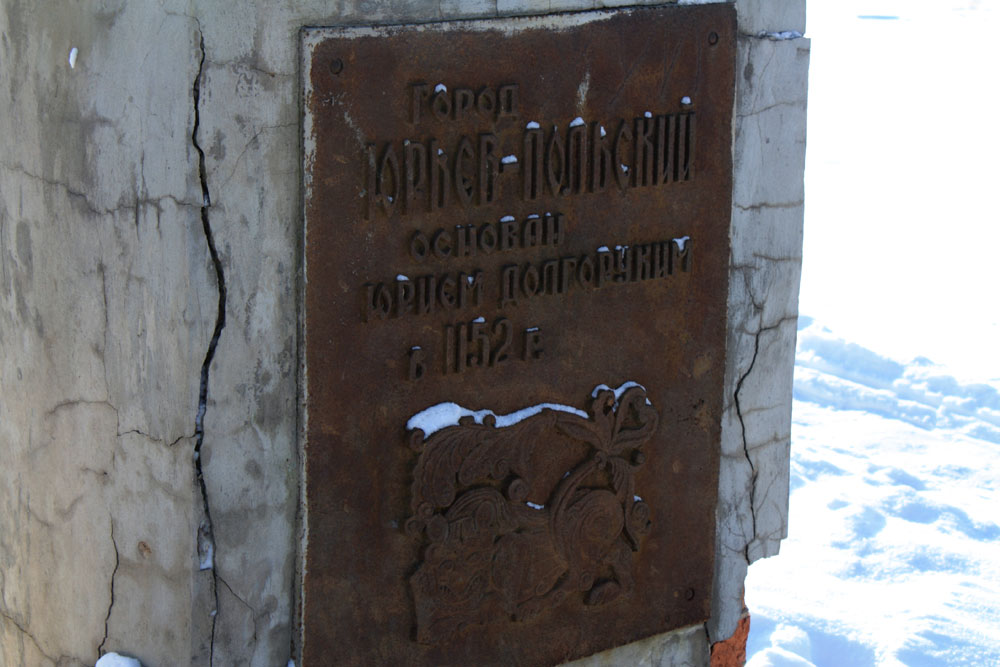 Город
Юрьев-Польский
основан
Юрием Долгоруким
в 1152 г.